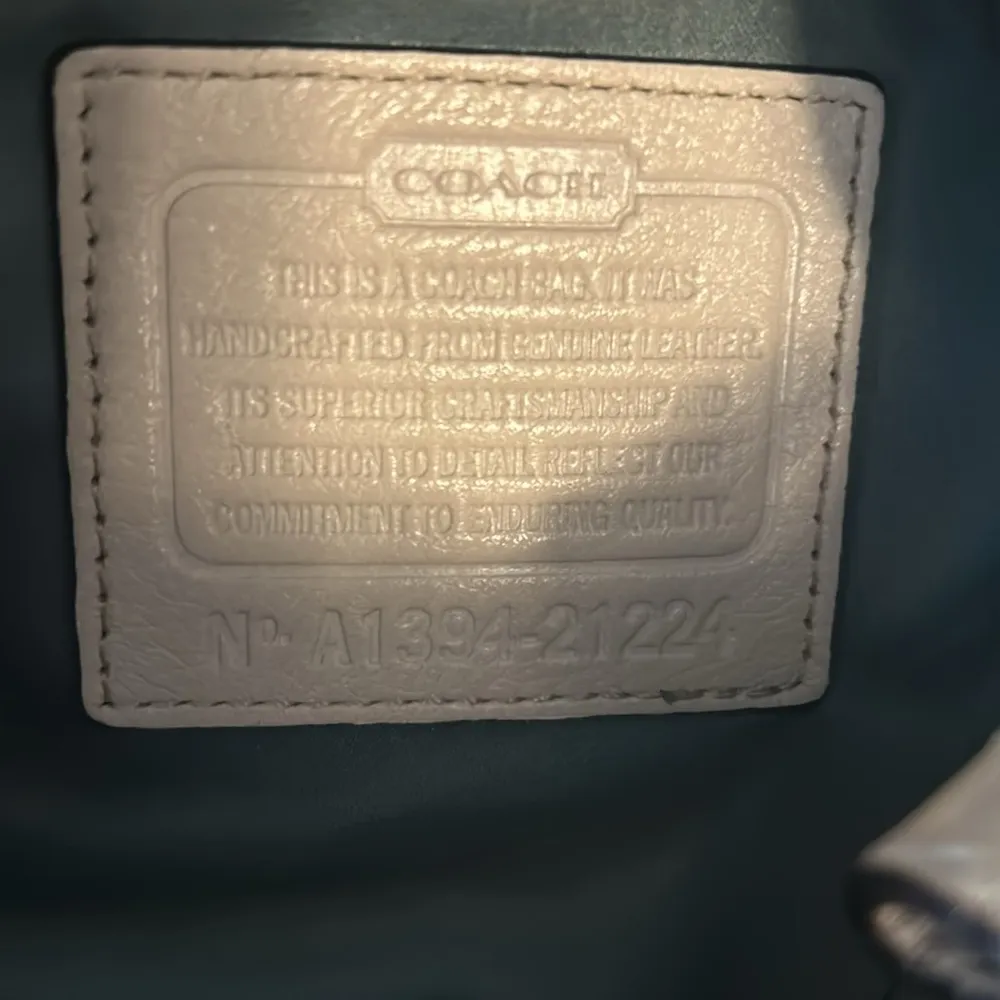 COACH
THIS IS A COACH BAG. IT WAS
HANDCRAFTED FROM GENUINE LEATHER.
ITS SUPERIOR CRAFTSMANSHIP AND
ATTENTION TO DETAIL REFLECT OUR
COMMITMENT TO ENDURING QUALITY.
Nº. A1394-21224